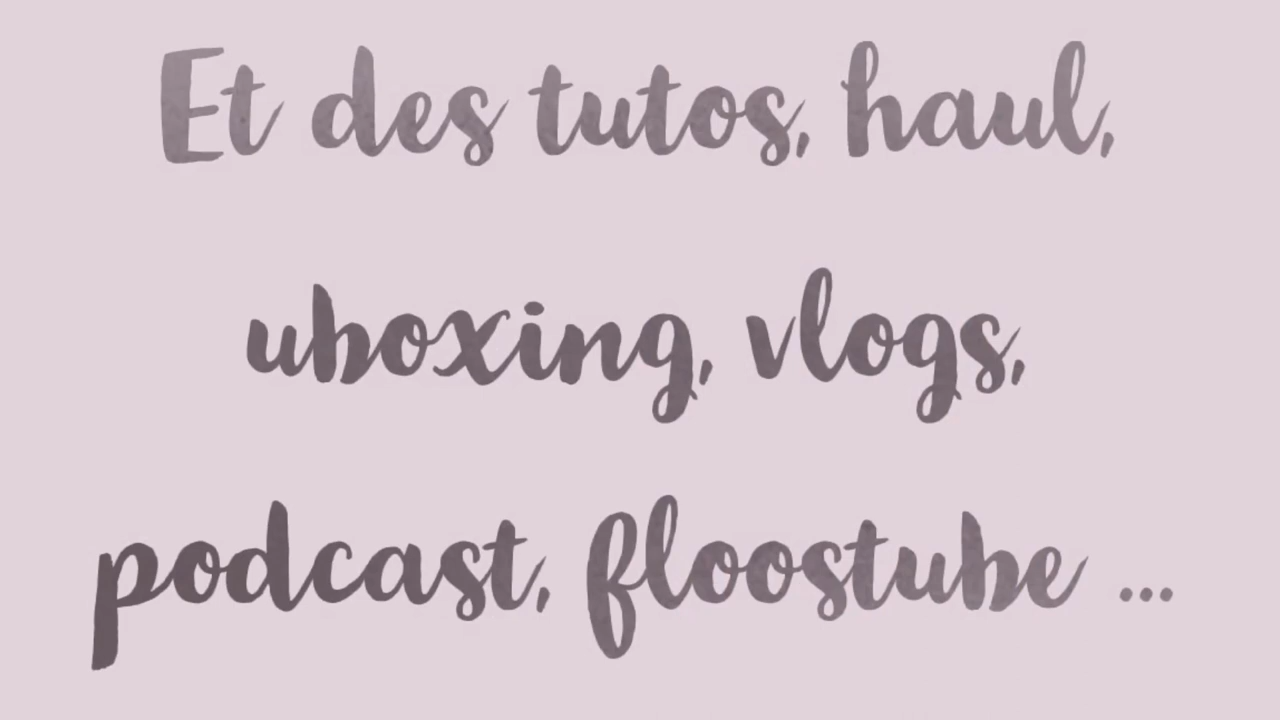 Et des tutos, haul,
uboxing, vlogs,
podcast, floostube ...